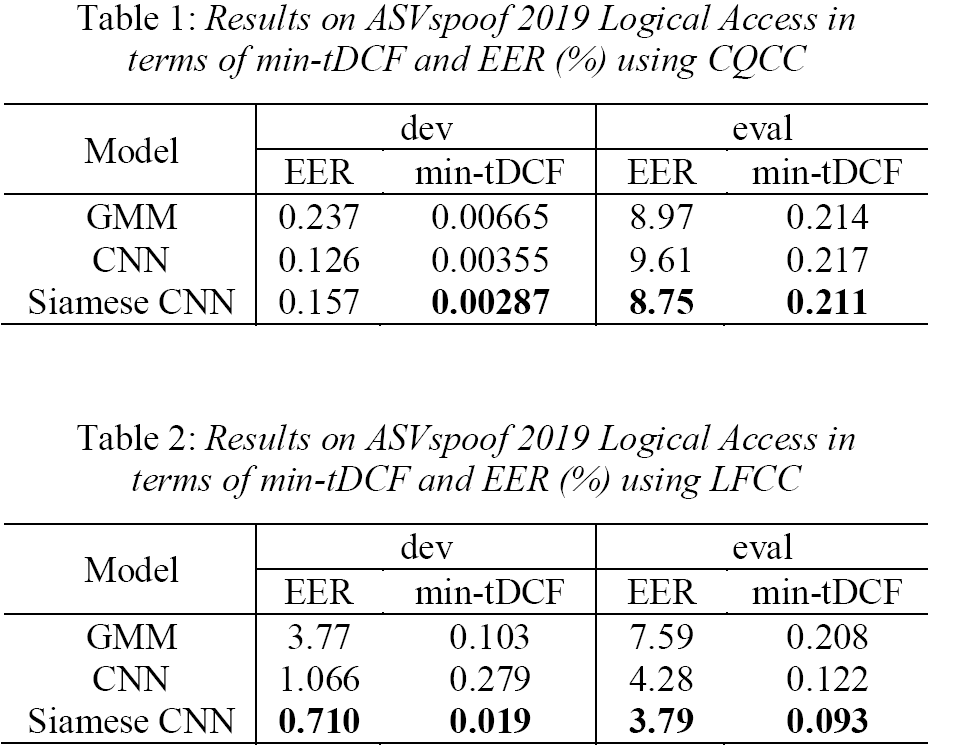 Table 1: Results on ASVspoof 2019 Logical Access in
terms of min-tDCF and EER (%) using CQCC
Model dev eval
EER min-tDCF EER min-tDCF
GMM 0.237 0.00665 8.97 0.214
CNN 0.126 0.00355 9.61 0.217
Siamese CNN 0.157 0.00287 8.75 0.211
Table 2: Results on ASVspoof 2019 Logical Access in
terms of min-tDCF and EER (%) using LFCC
Model dev eval
EER min-tDCF EER min-tDCF
GMM 3.77 0.103 7.59 0.208
CNN 1.066 0.279 4.28 0.122
Siamese CNN 0.710 0.019 3.79 0.093